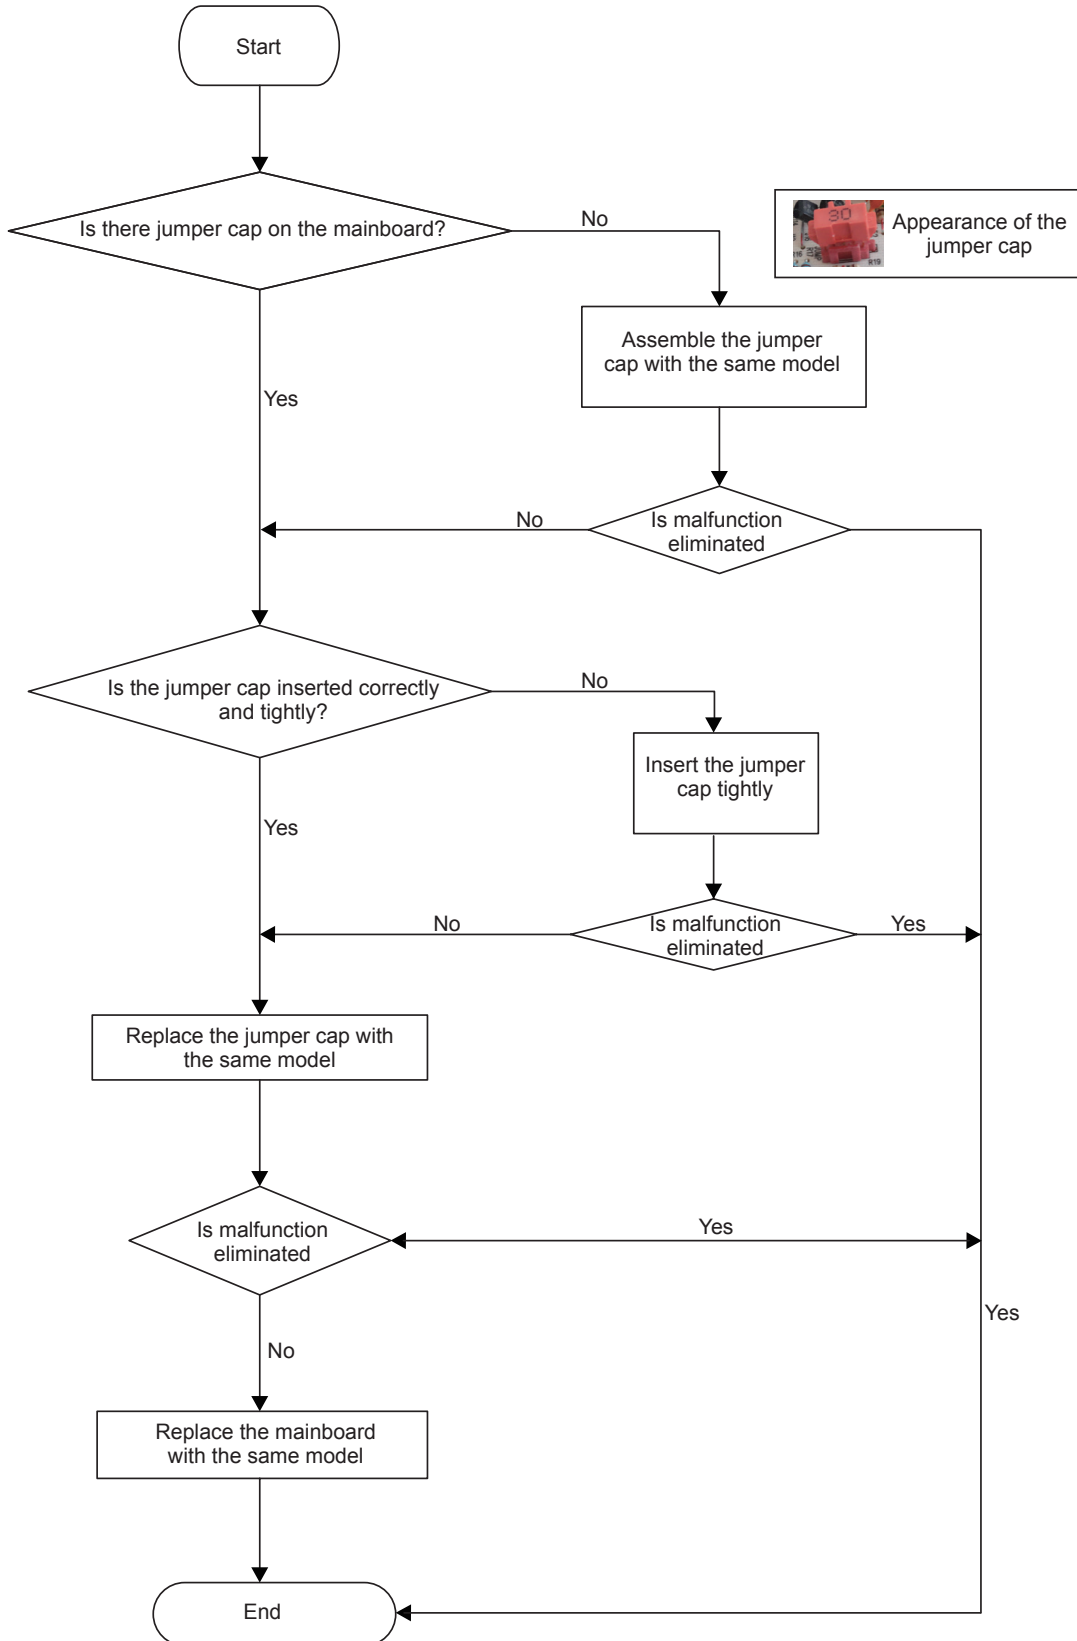 Start
Is there jumper cap on the mainboard?
No
30
Appearance of the
jumper cap
Assemble the jumper
cap with the same model
Yes
No
Is malfunction
eliminated
Is the jumper cap inserted correctly
and tightly?
No
Insert the jumper
cap tightly
Yes
No
Is malfunction
eliminated
Yes
Replace the jumper cap with
the same model
Is malfunction
eliminated
Yes
Yes
No
Replace the mainboard
with the same model
End